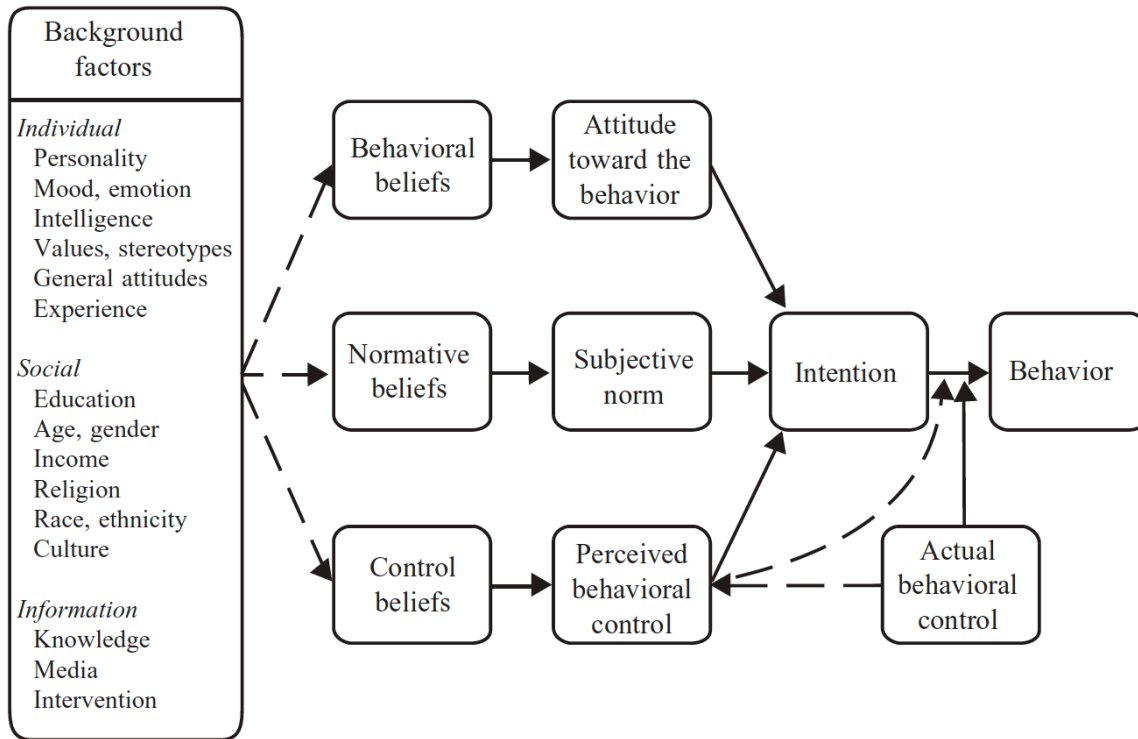 Background
factors
Individual
Personality
Mood, emotion
Intelligence
Values, stereotypes
General attitudes
Experience
Social
Education
Age, gender
Income
Religion
Race, ethnicity
Culture
Information
Knowledge
Media
Intervention
Behavioral
beliefs
Attitude
toward the
behavior
Normative
beliefs
Subjective
norm
Intention
Behavior
Control
beliefs
Perceived
behavioral
control
Actual
behavioral
control